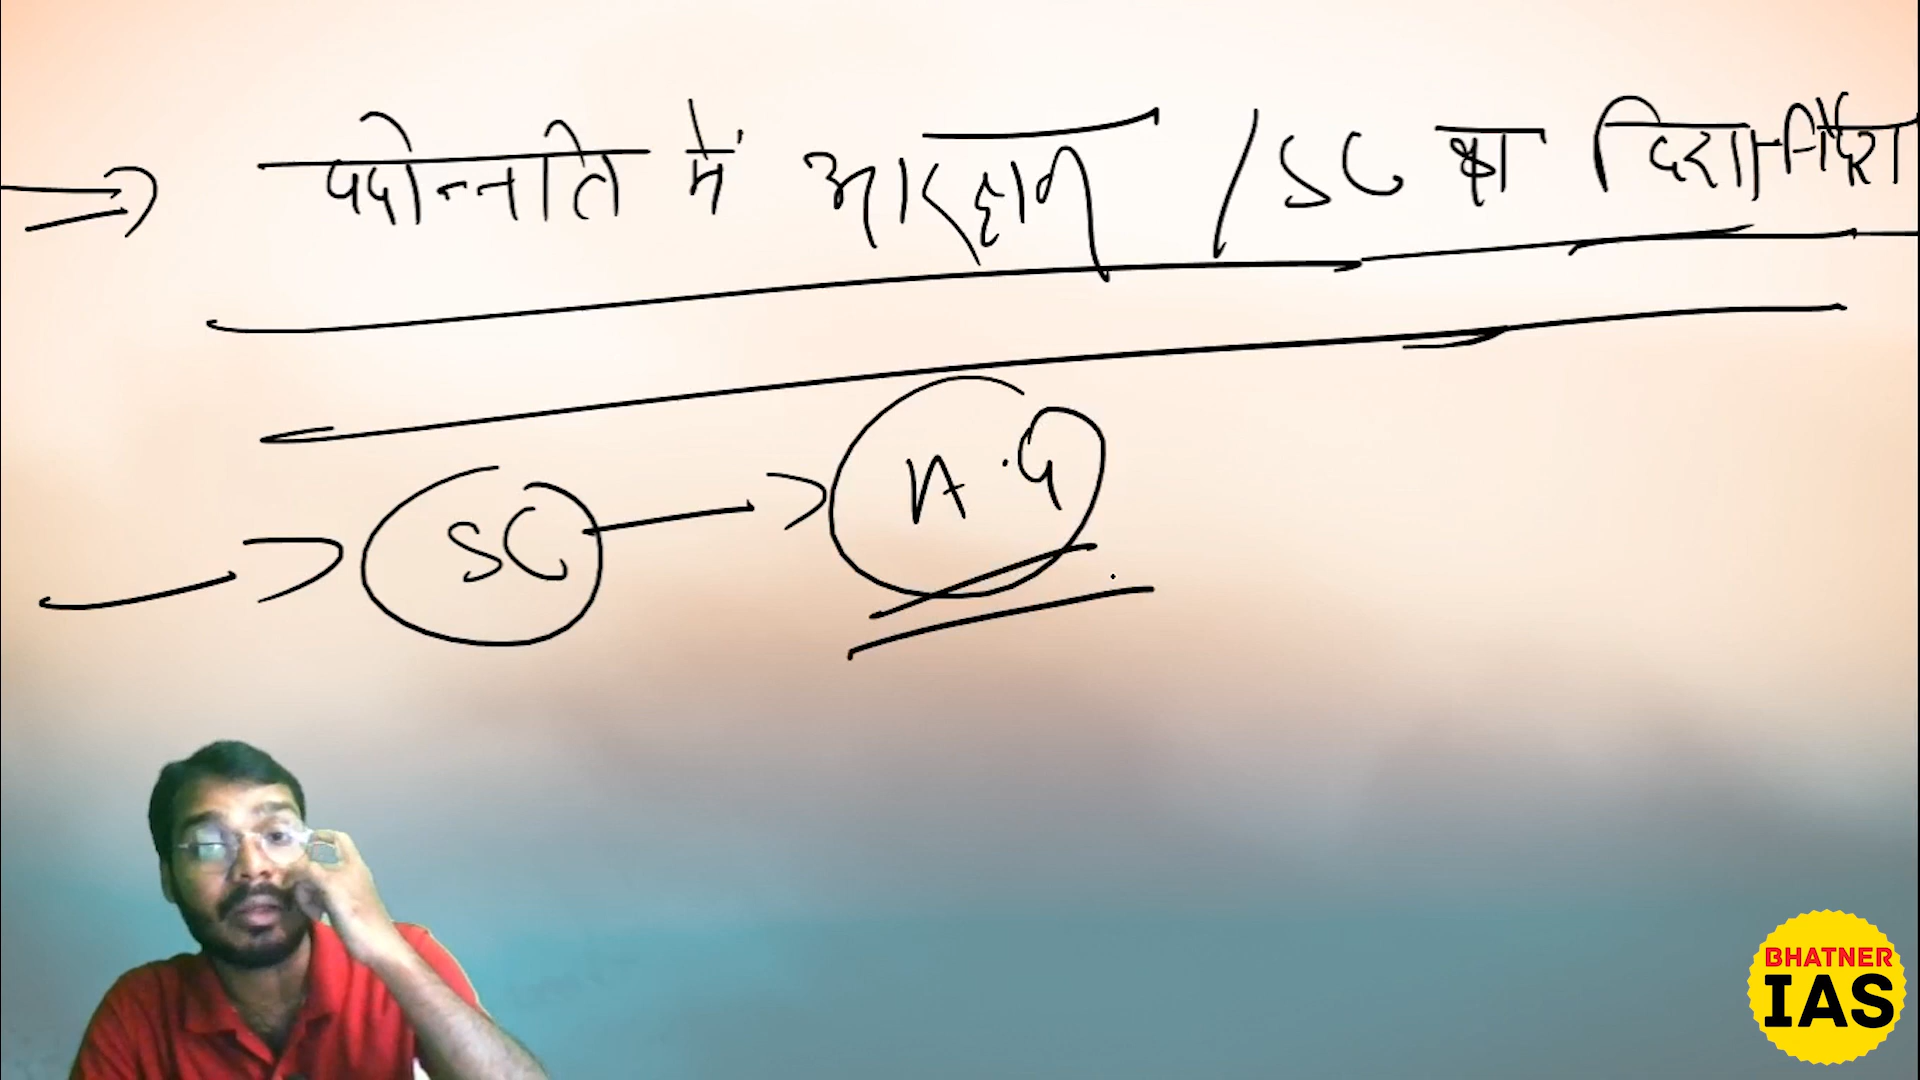 पदोन्नति में आरक्षण / SC का दिशा-निर्देश
SC
A.G
BHATNER
IAS